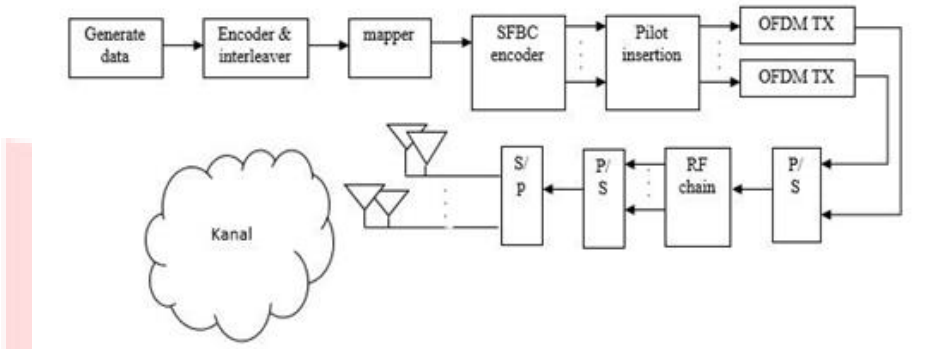 Generate
data
Encoder &
interleaver
mapper
SFBC
encoder
Pilot
insertion
OFDM TX
OFDM TX
P/
S
RF
chain
P/
S
S/
p
Kanal